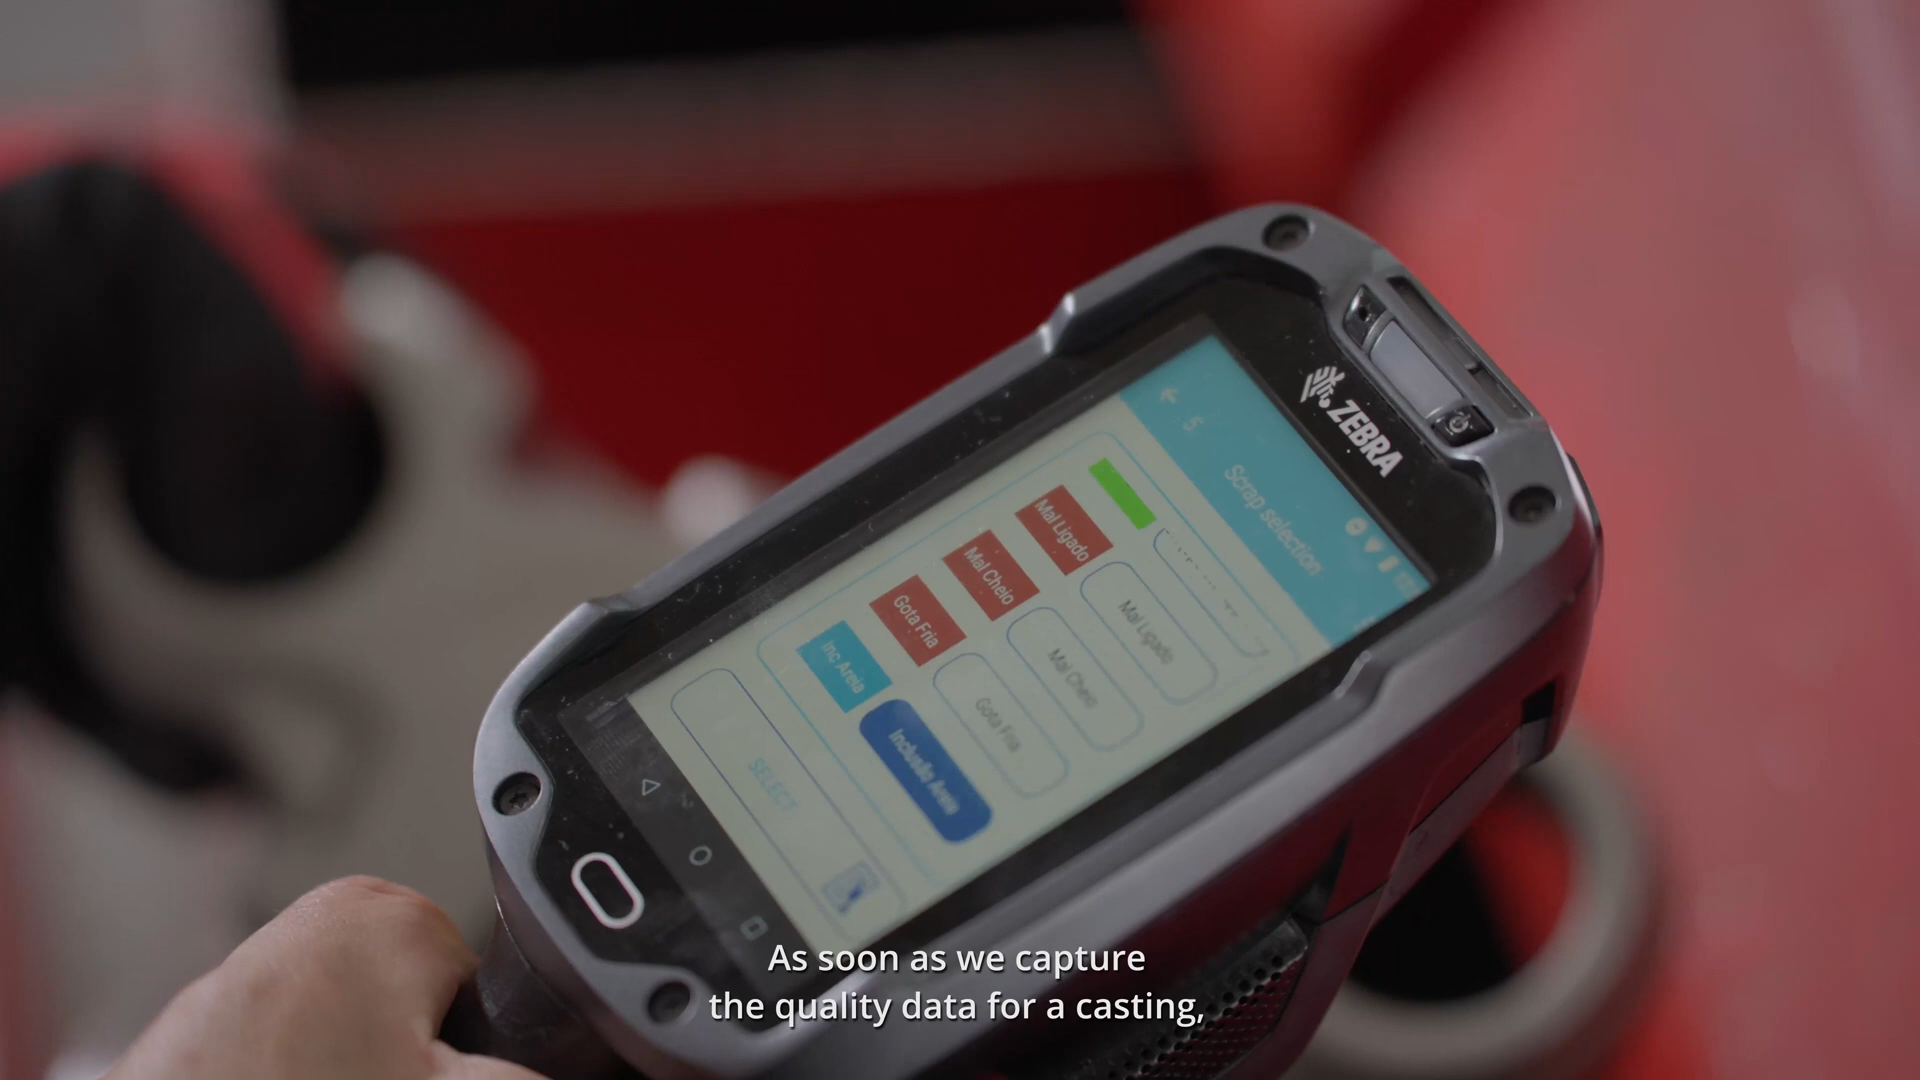 ZEBRA
Scrap selection
Mal Ligado
Mal Ligado
Mal Cheio
Mal Cheio
Gota Fria
Gota Fria
Inc Areia
Inclusão Areia
SELECT
As soon as we capture
the quality data for a casting,